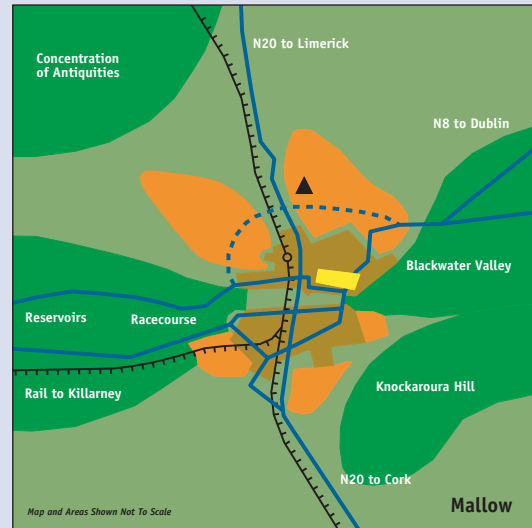 Concentration
of Antiquities
N20 to Limerick
N8 to Dublin
Blackwater Valley
Reservoirs
Racecourse
Rail to Killarney
Knockaroura Hill
N20 to Cork
Map and Areas Shown Not To Scale
Mallow